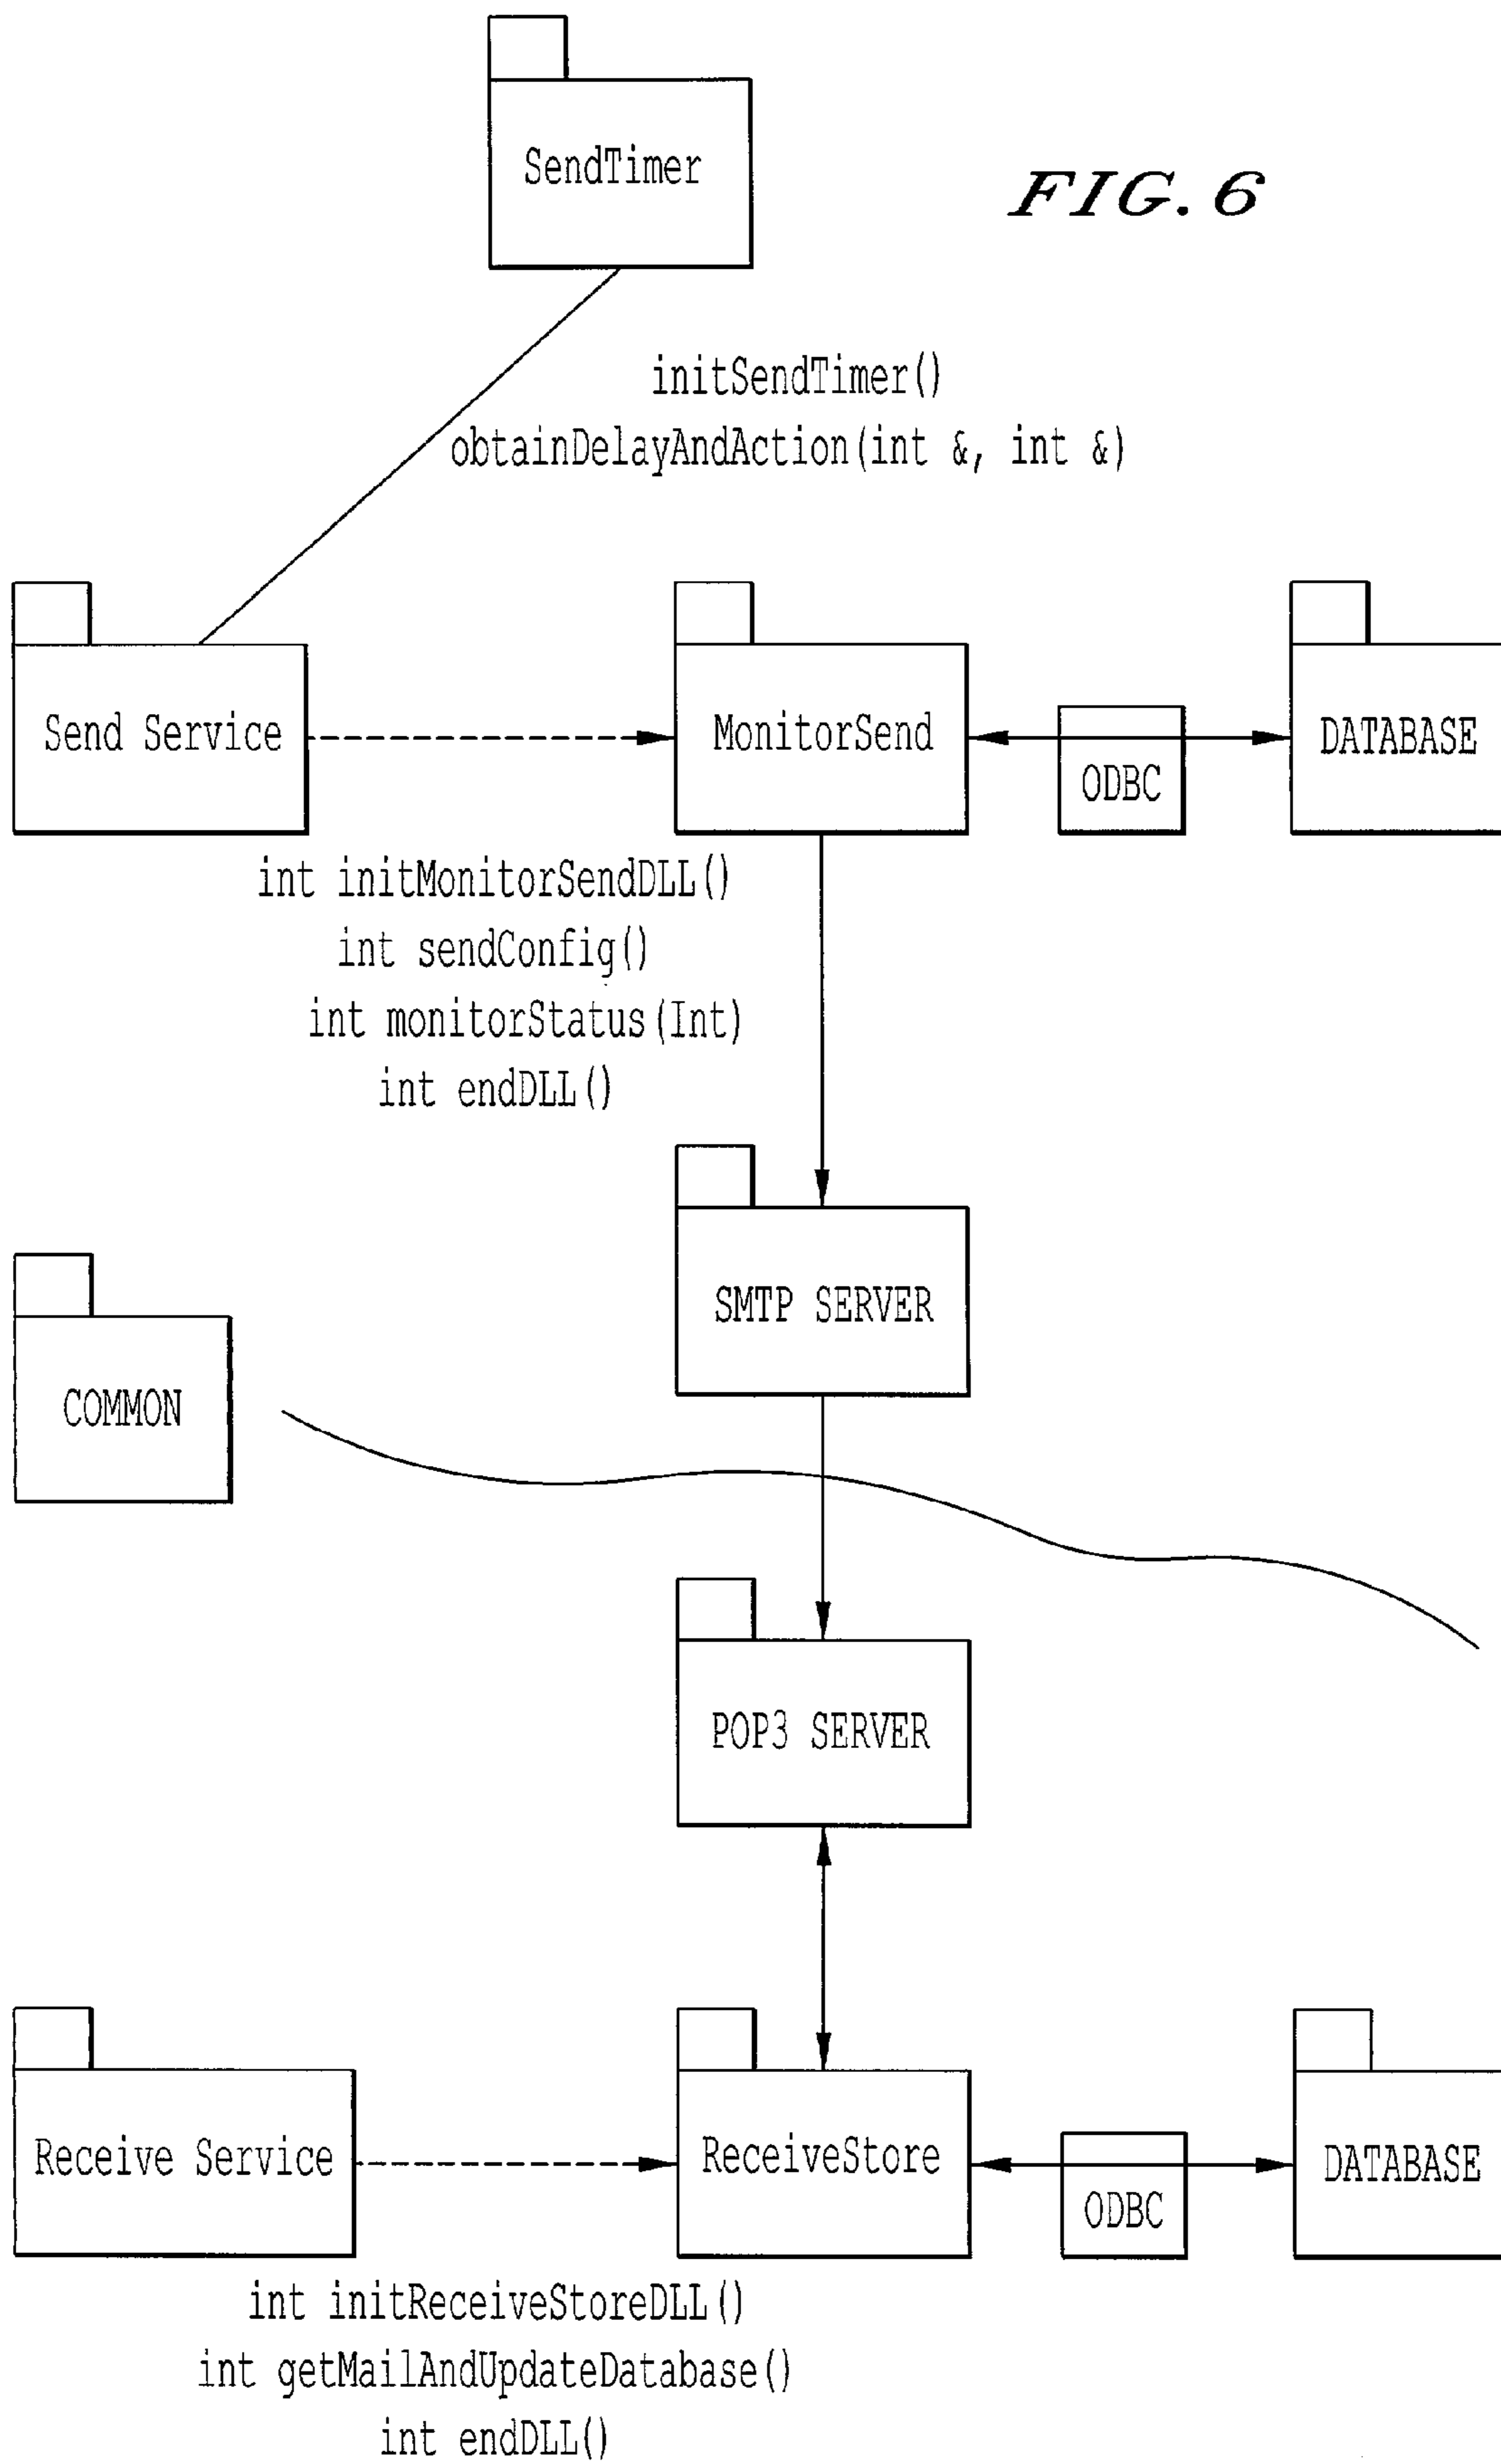 SendTimer
FIG. 6
initSendTimer()
obtainDelayAndAction(int &, int &)
Send Service
MonitorSend
ODBC
DATABASE
int initMonitorSendDLL()
int sendConfig()
int monitorStatus(Int)
int endDLL()
SMTP SERVER
COMMON
POP3 SERVER
Receive Service
ReceiveStore
ODBC
DATABASE
int initReceiveStoreDLL()
int getMailAndUpdateDatabase()
int endDLL()